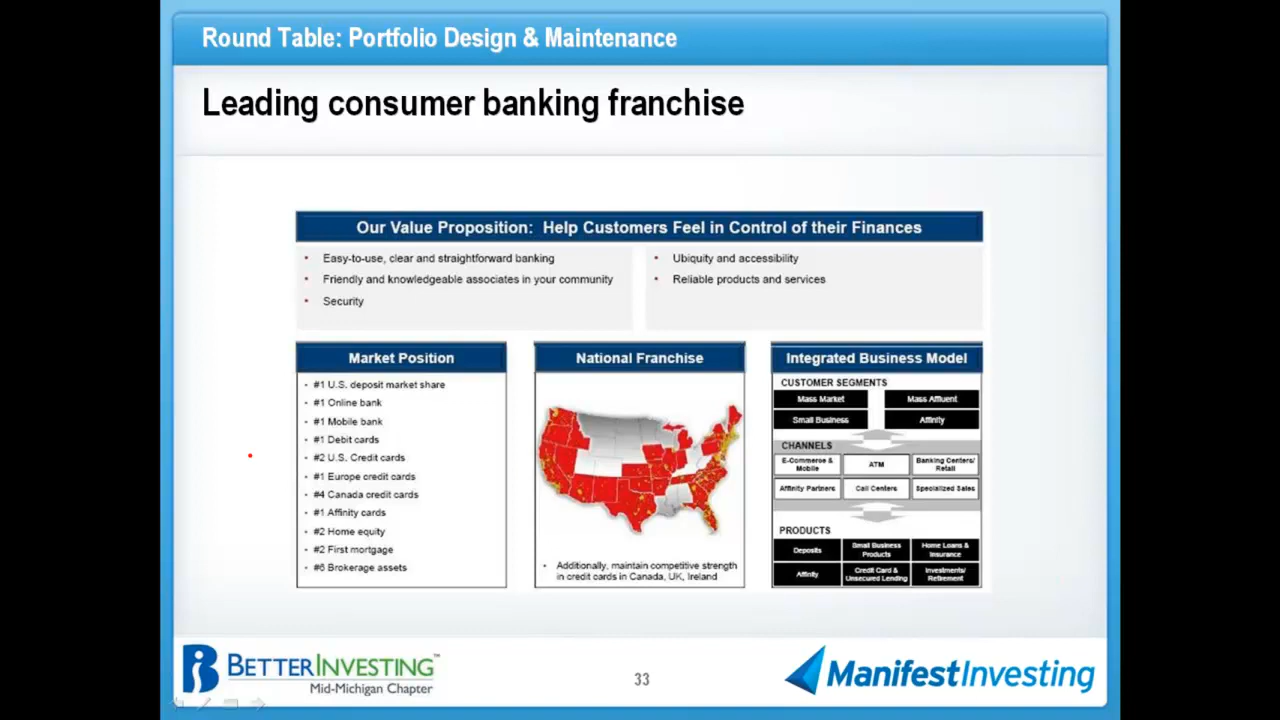 Round Table: Portfolio Design & Maintenance
Leading consumer banking franchise
Our Value Proposition: Help Customers Feel in Control of their Finances
• Easy-to-use, clear and straightforward banking
• Friendly and knowledgeable associates in your community
• Security
• Ubiquity and accessibility
• Reliable products and services
Market Position
- #1 U.S. deposit market share
- #1 Online bank
- #1 Mobile bank
- #1 Debit cards
- #2 U.S. Credit cards
- #1 Europe credit cards
- #4 Canada credit cards
- #1 Affinity cards
- #2 Home equity
- #2 First mortgage
- #6 Brokerage assets
National Franchise
• Additionally, maintain competitive strength
in credit cards in Canada, UK, Ireland
Integrated Business Model
CUSTOMER SEGMENTS
Mass Market
Mass Affluent
Small Business
Affinity
CHANNELS
E-Commerce &
Mobile
ATM
Banking Centers/
Retail
Affinity Partners
Call Centers
Specialized Sales
PRODUCTS
Deposits
Small Business
Products
Home Loans &
Insurance
Affinity
Credit Card &
Unsecured Lending
Investments/
Retirement
BETTERINVESTING™
Mid-Michigan Chapter
33
ManifestInvesting